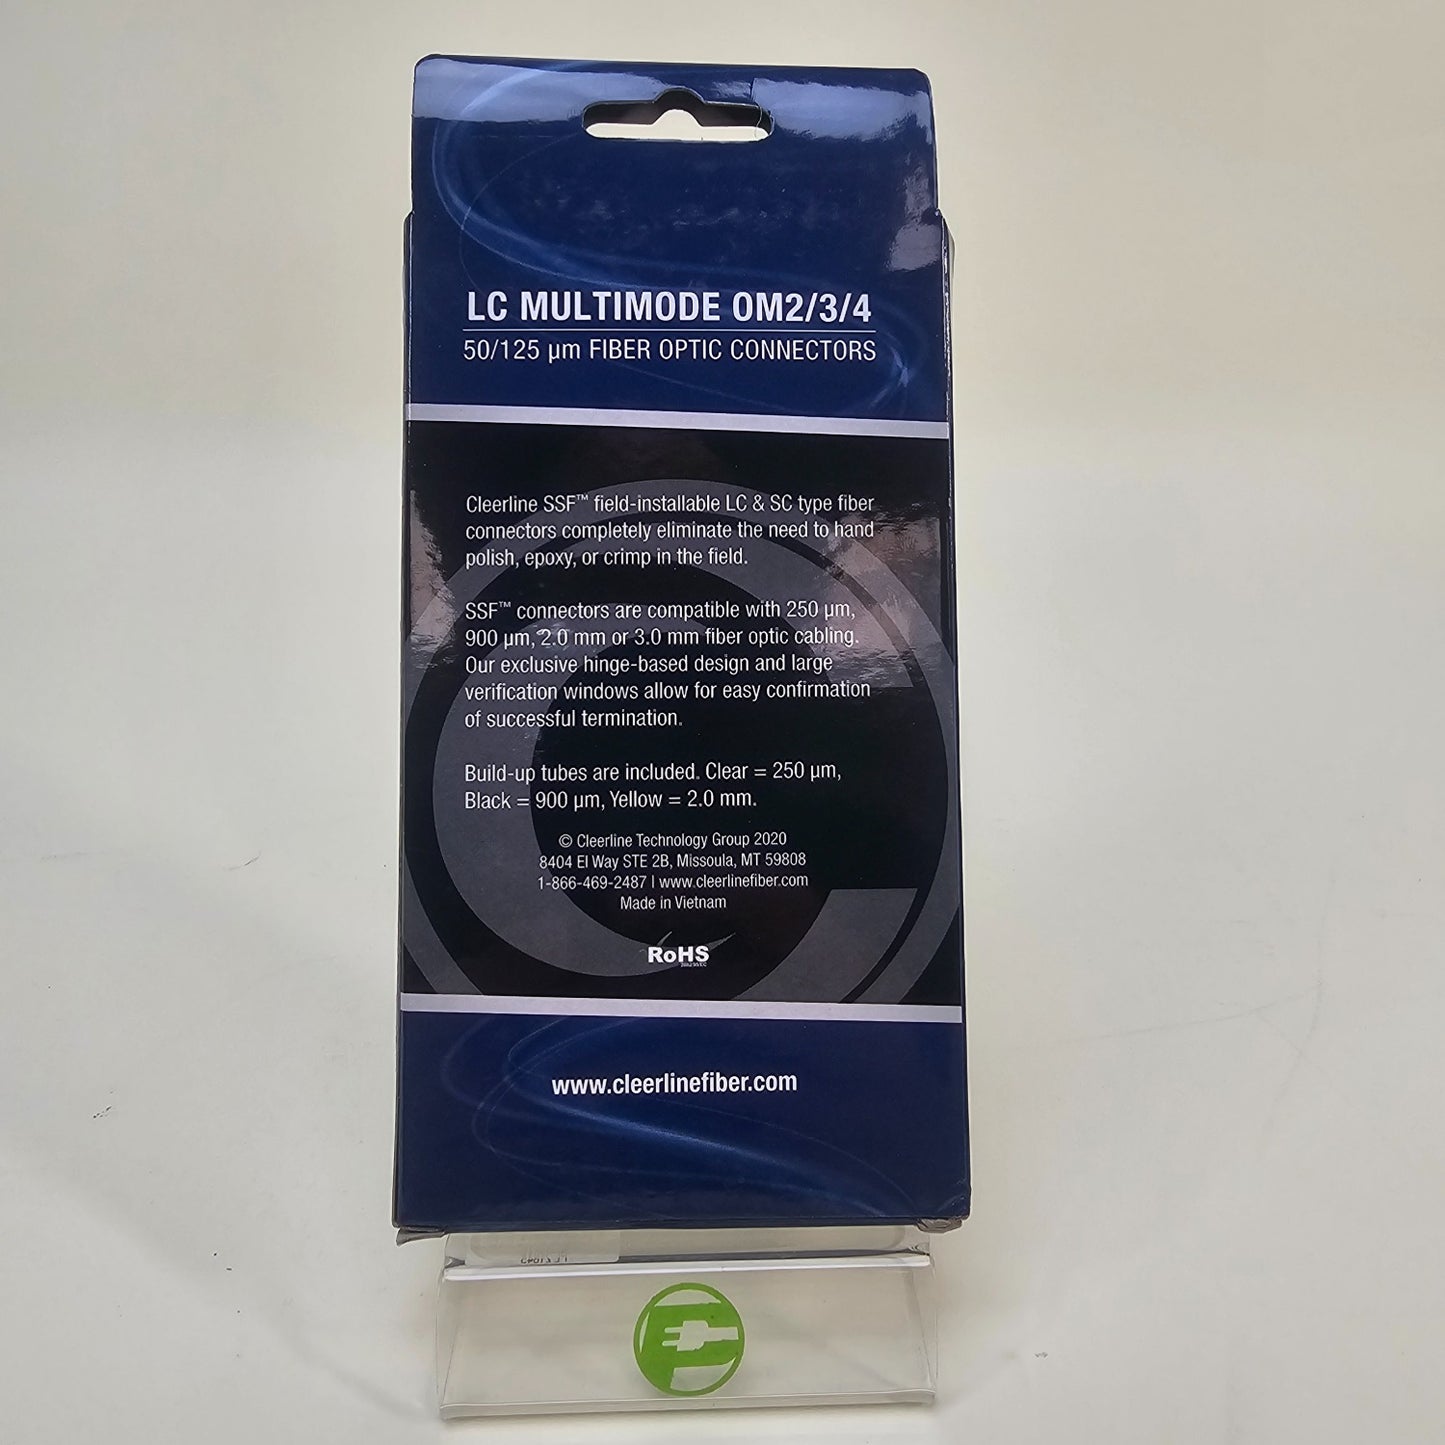 LC MULTIMODE OM2/3/4
50/125 µm FIBER OPTIC CONNECTORS
Cleerline SSF™ field-installable LC & SC type fiber
connectors completely eliminate the need to hand
polish, epoxy, or crimp in the field.
SSF™ connectors are compatible with 250 µm,
900 µm, 2.0 mm or 3.0 mm fiber optic cabling.
Our exclusive hinge-based design and large
verification windows allow for easy confirmation
of successful termination.
Build-up tubes are included. Clear = 250 µm,
Black = 900 µm, Yellow = 2.0 mm.
© Cleerline Technology Group 2020
8404 El Way STE 2B, Missoula, MT 59808
1-866-469-2487 | www.cleerlinefiber.com
Made in Vietnam
RoHS
www.cleerlinefiber.com